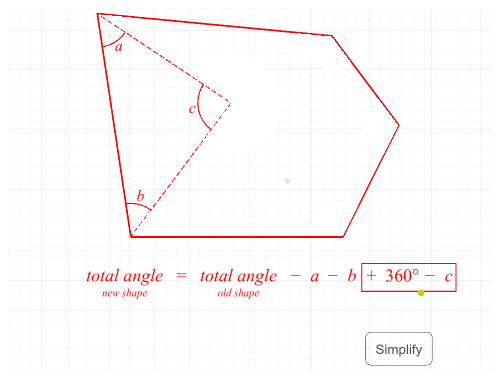 a
c
b
total angle = total angle − a − b + 360° − c
new shape old shape
Simplify